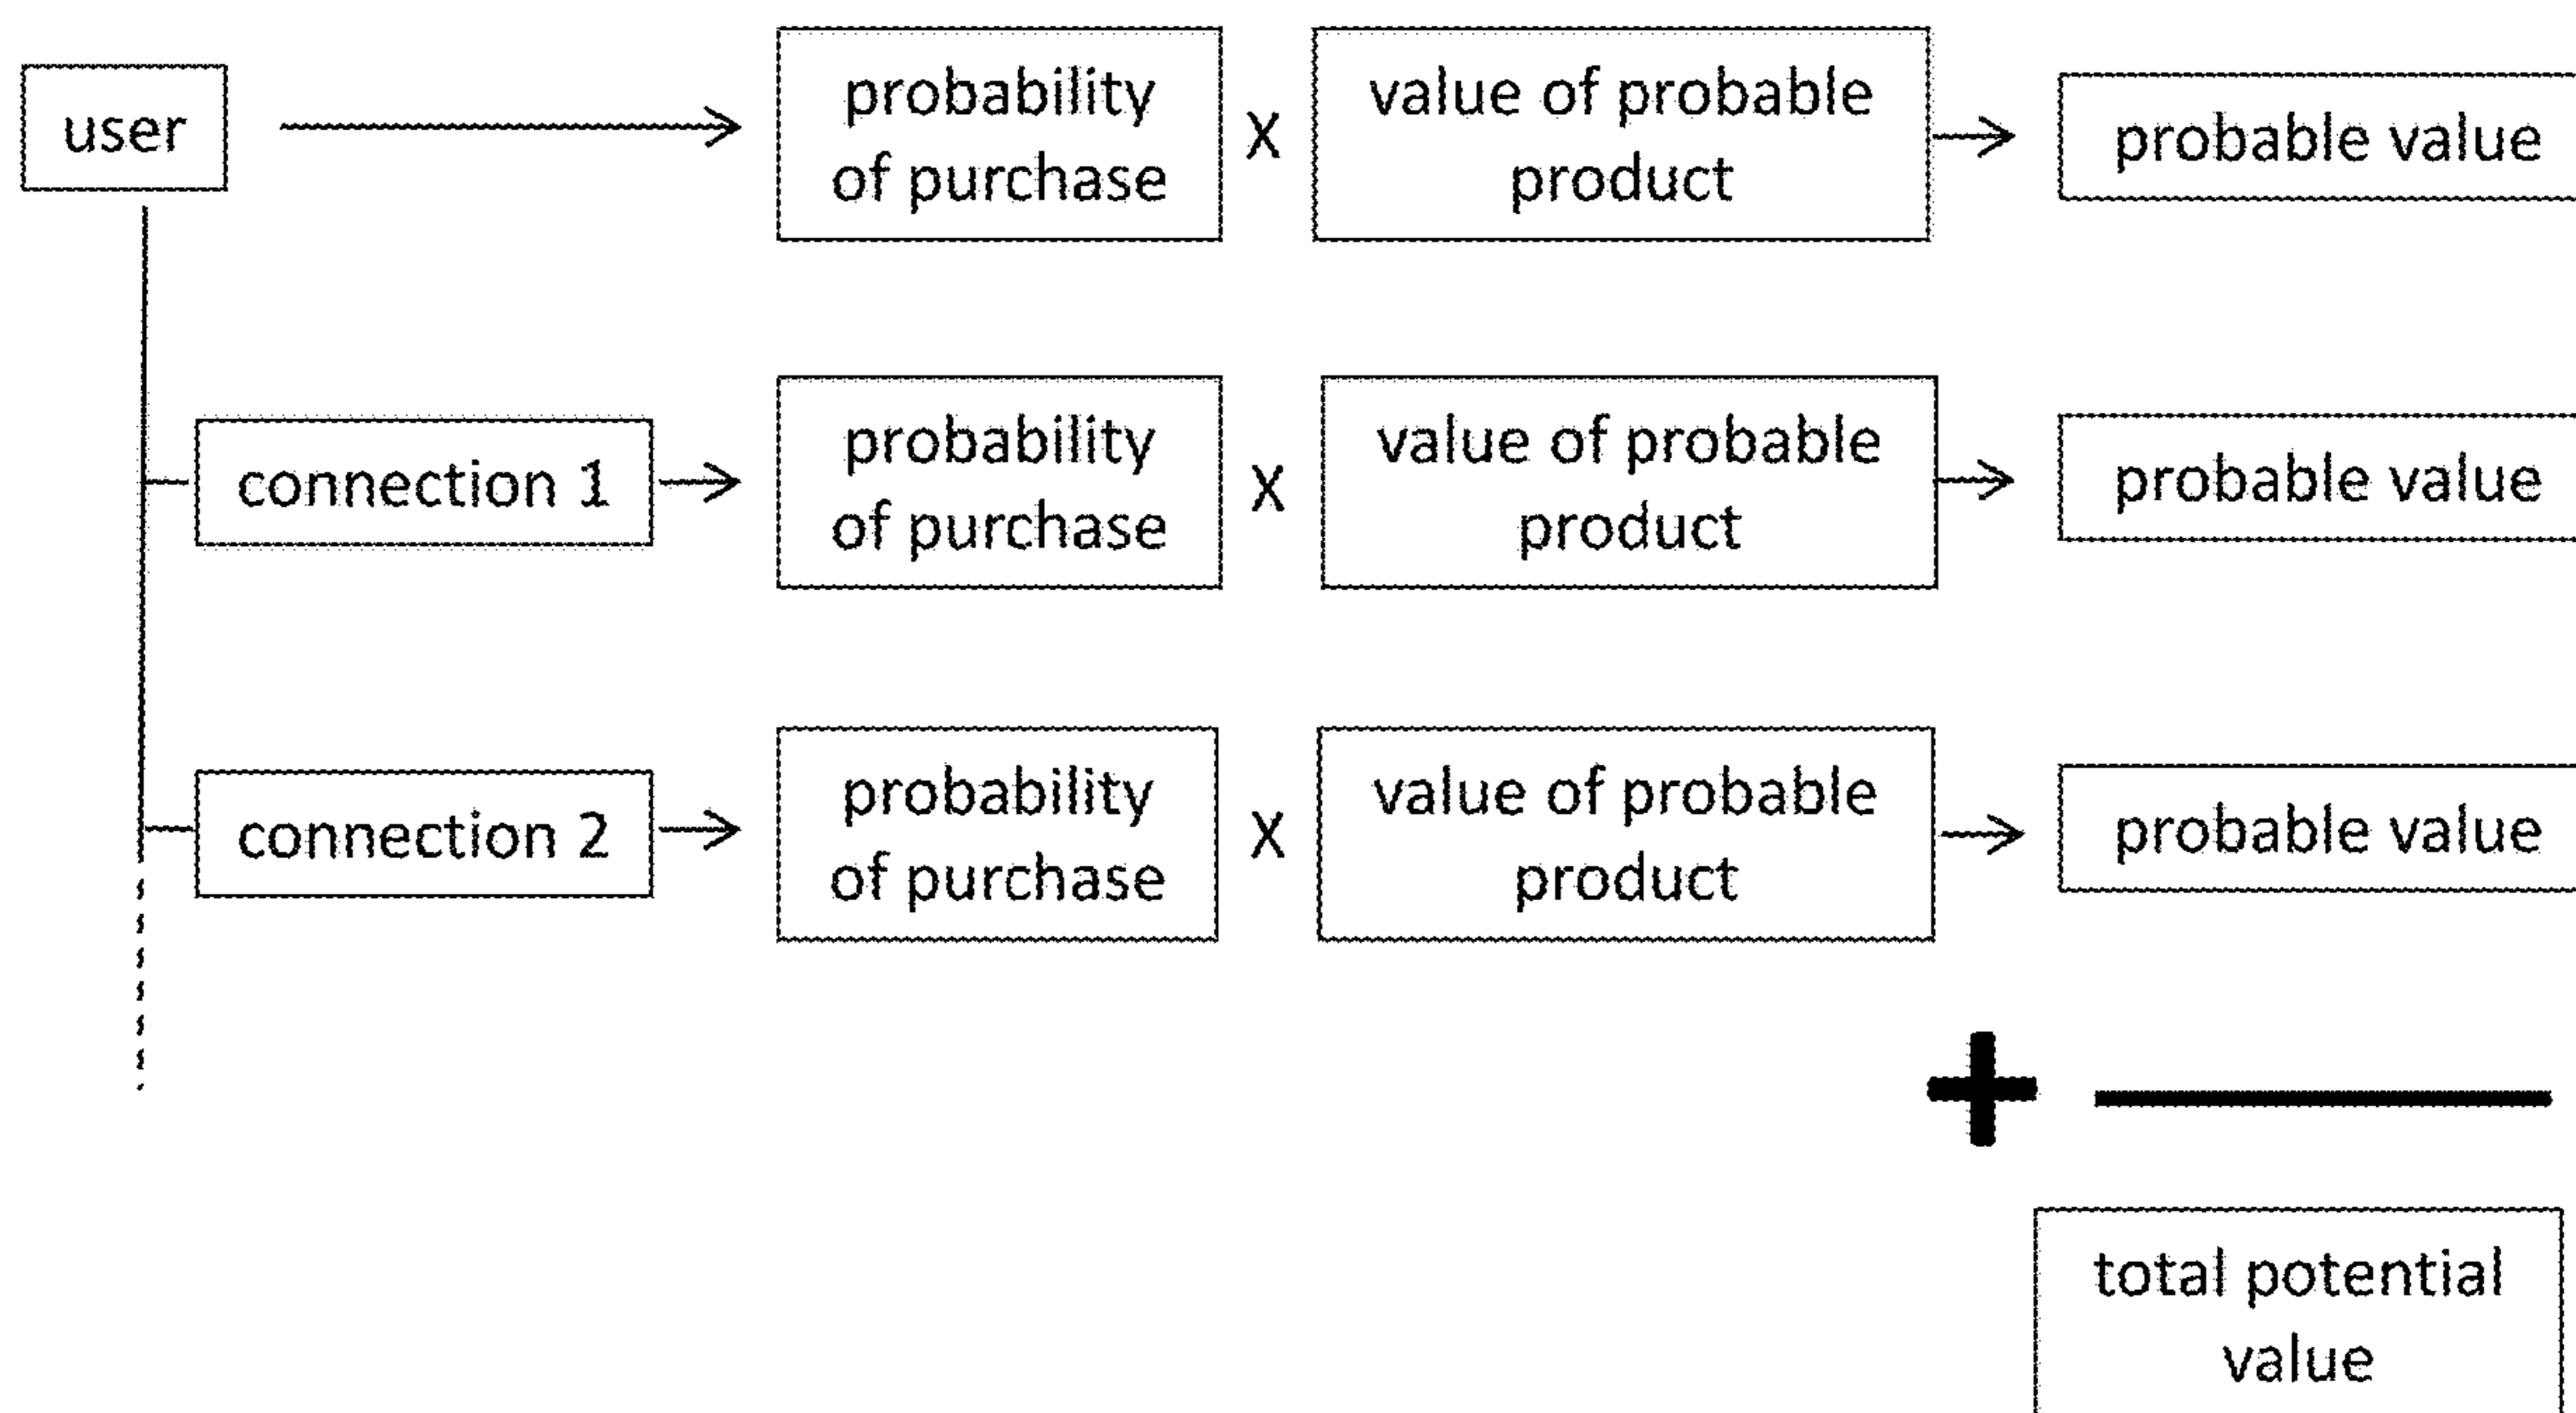 user
probability
of purchase
X
value of probable
product
probable value
connection 1
probability
of purchase
X
value of probable
product
probable value
connection 2
probability
of purchase
X
value of probable
product
probable value
+
total potential
value